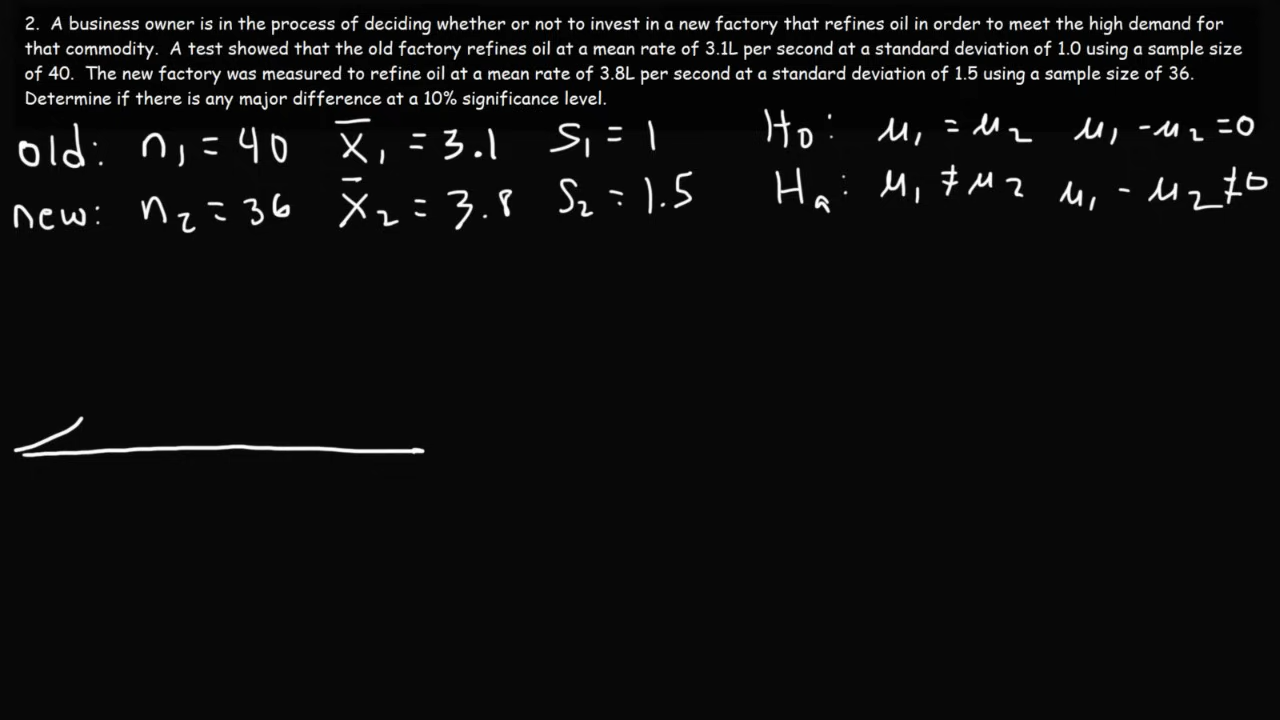 2. A business owner is in the process of deciding whether or not to invest in a new factory that refines oil in order to meet the high demand for
that commodity. A test showed that the old factory refines oil at a mean rate of 3.1L per second at a standard deviation of 1.0 using a sample size
of 40. The new factory was measured to refine oil at a mean rate of 3.8L per second at a standard deviation of 1.5 using a sample size of 36.
Determine if there is any major difference at a 10% significance level.
old: n₁ = 40 x̄₁ = 3.1 S₁ = 1 H₀: μ₁ = μ₂ μ₁ - μ₂ = 0
new: n₂ = 36 x̄₂ = 3.8 S₂ = 1.5 Hₐ: μ₁ ≠ μ₂ μ₁ - μ₂ ≠ 0